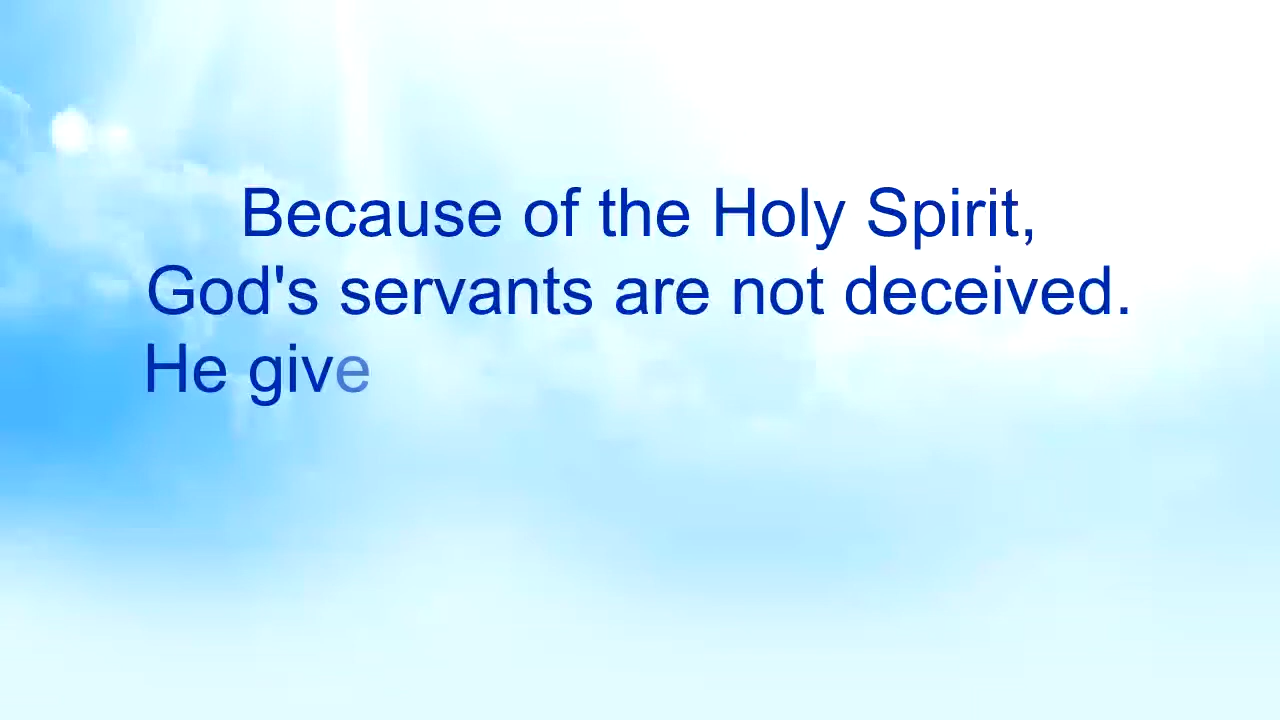 Because of the Holy Spirit,
God's servants are not deceived.
He give